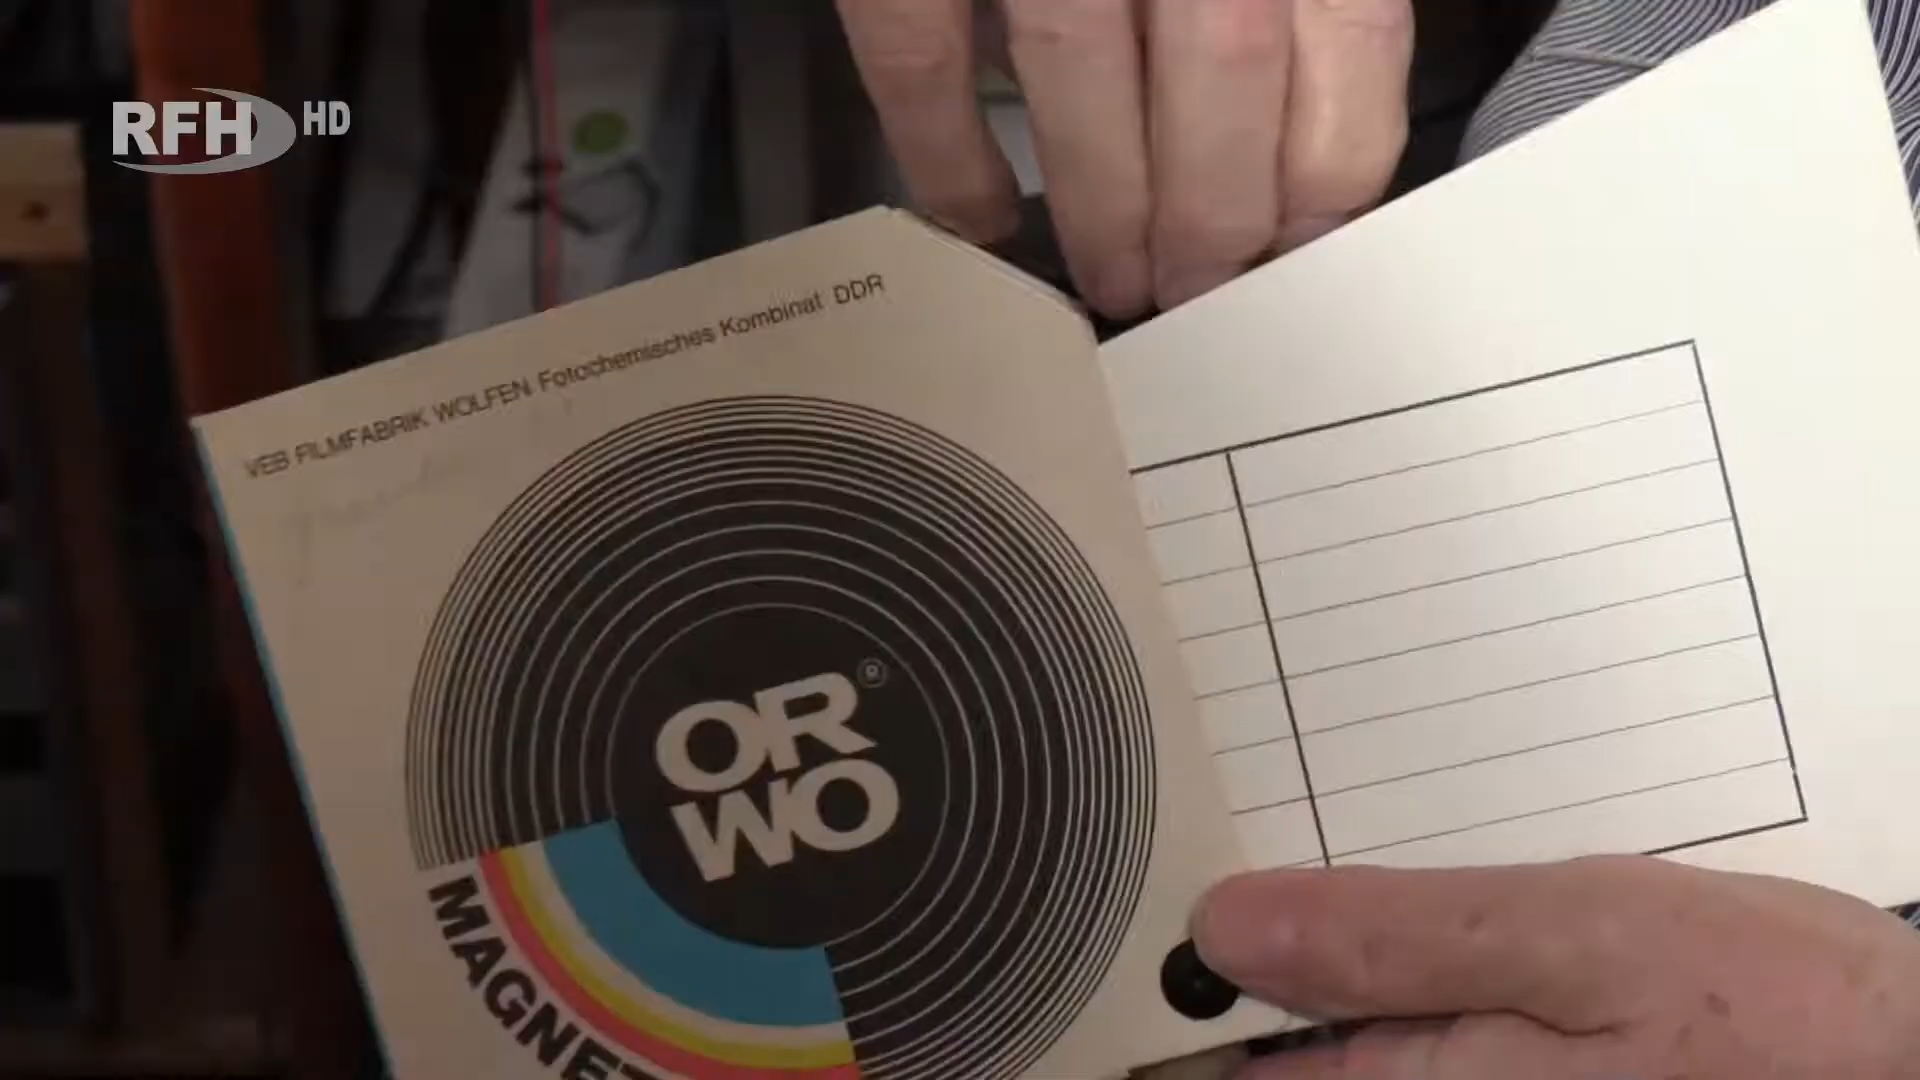 RFH HD
VEB FILMFABRIK WOLFEN Fotochemisches Kombinat DDR
OR®
WO
MAGNET